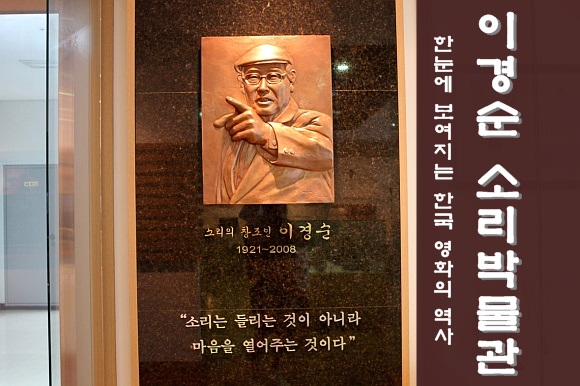 이경순 소리박물관
한눈에 보여지는 한국 영화의 역사
소리의 창조인 이경순
1921~2008
“소리는 들리는 것이 아니라
마음을 열어주는 것이다”